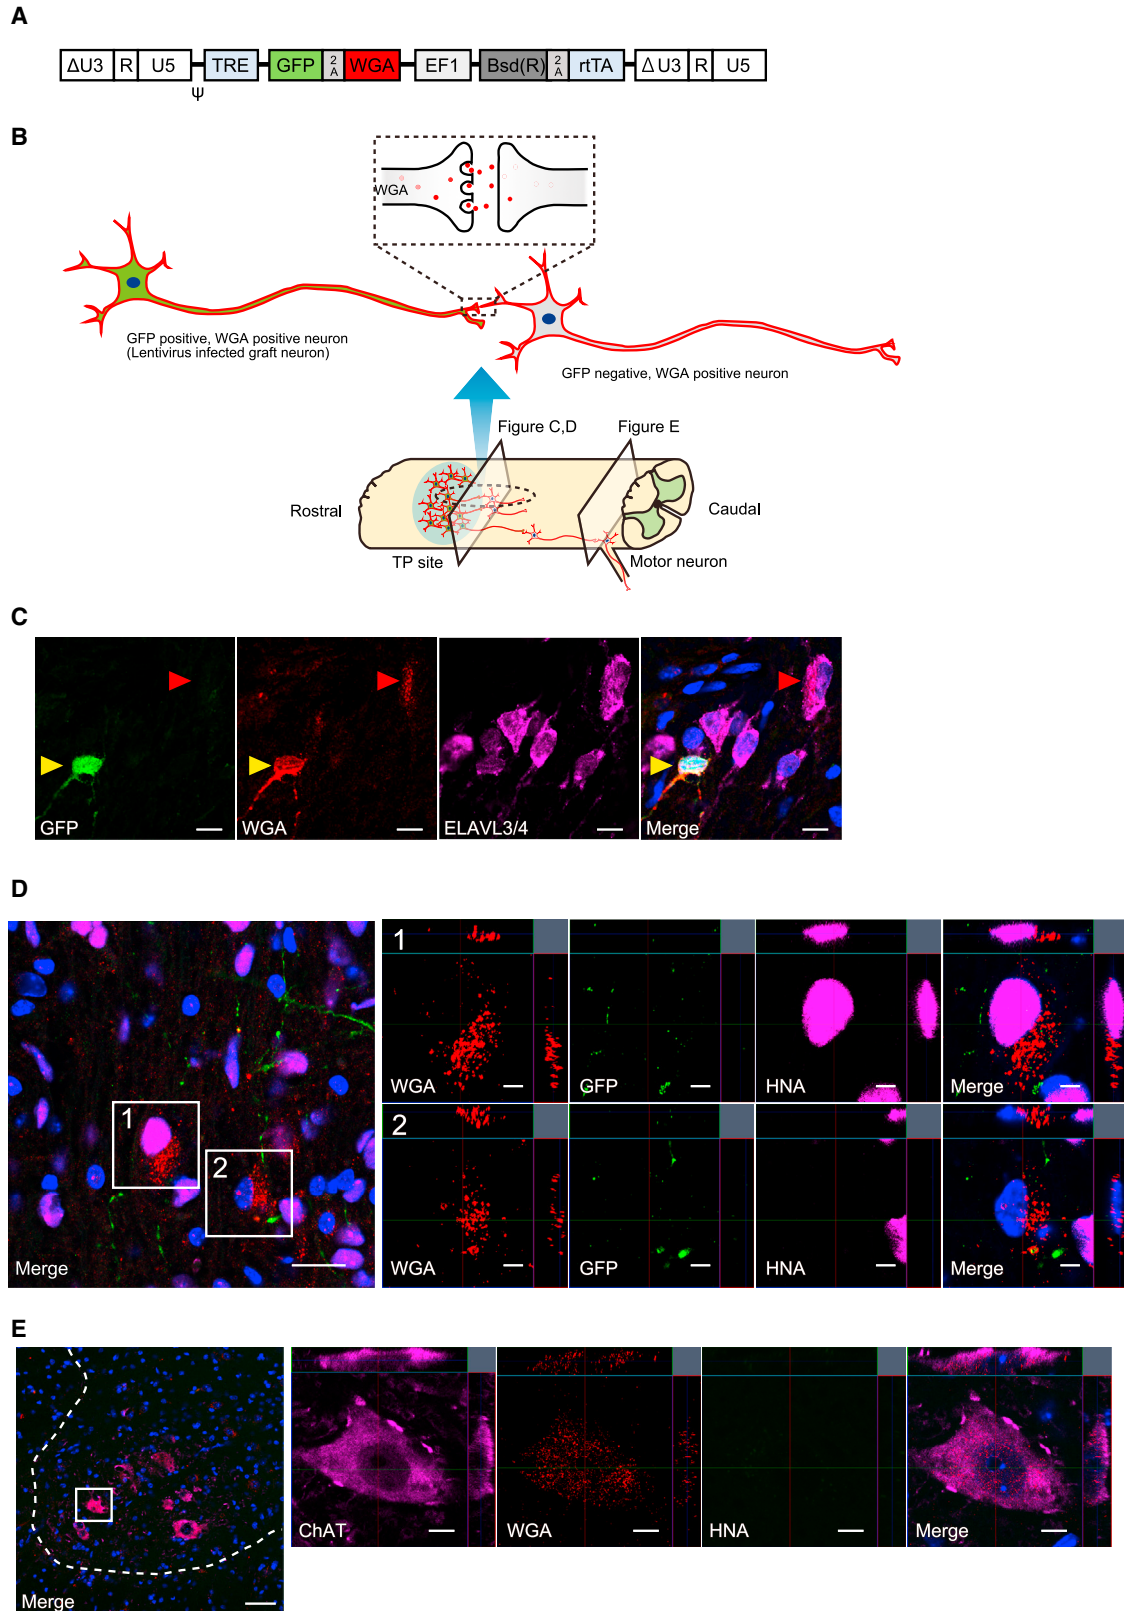 A
ΔU3 R U5 TRE GFP 2A WGA EF1 Bsd(R) 2A rtTA ΔU3 R U5
ψ
B
WGA
GFP positive, WGA positive neuron
(Lentivirus infected graft neuron)
GFP negative, WGA positive neuron
Figure C,D
Figure E
Rostral
Caudal
TP site
Motor neuron
C
GFP
WGA
ELAVL3/4
Merge
D
1
2
Merge
1
WGA
GFP
HNA
Merge
2
WGA
GFP
HNA
Merge
E
Merge
ChAT
WGA
HNA
Merge